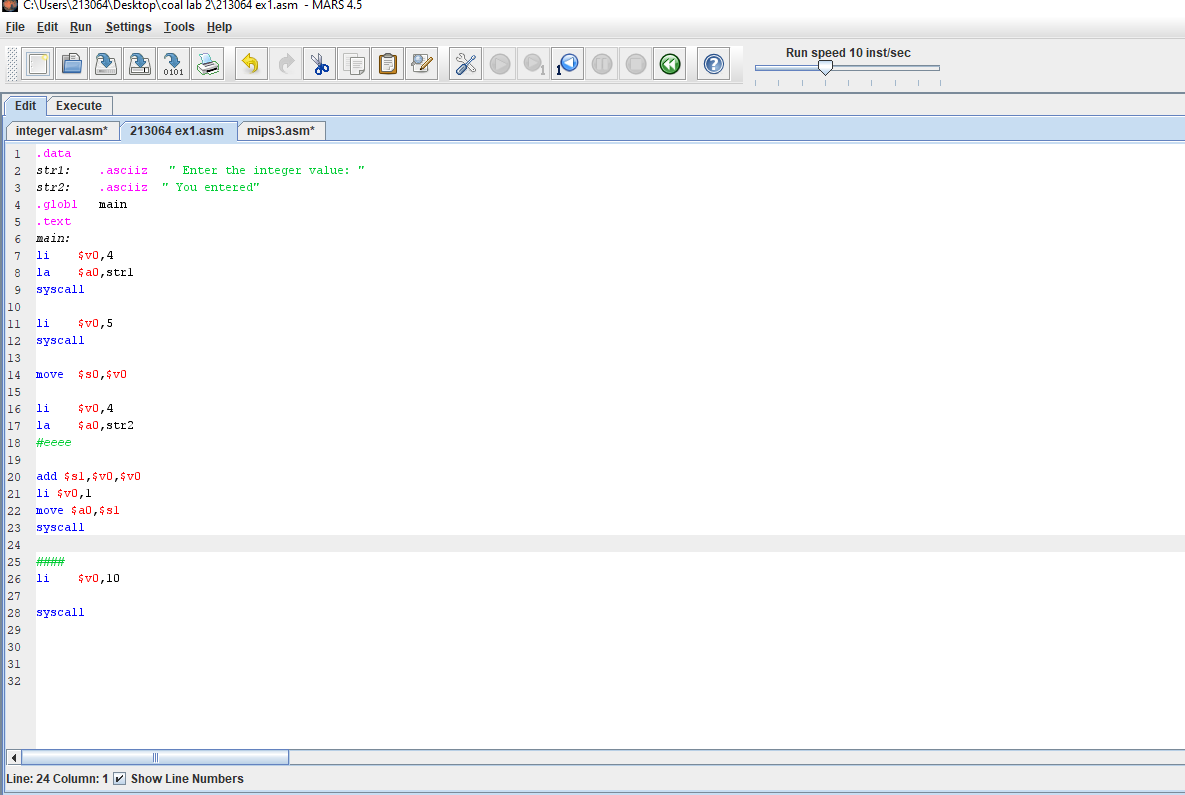 C:\Users\213064\Desktop\coal lab 2\213064 ex1.asm - MARS 4.5
File Edit Run Settings Tools Help
Run speed 10 inst/sec
Edit Execute
integer val.asm* 213064 ex1.asm mips3.asm*
1 .data
2 str1: .asciiz " Enter the integer value: "
3 str2: .asciiz " You entered"
4 .globl main
5 .text
6 main:
7 li $v0,4
8 la $a0,str1
9 syscall
10
11 li $v0,5
12 syscall
13
14 move $s0,$v0
15
16 li $v0,4
17 la $a0,str2
18 #eeee
19
20 add $s1,$v0,$v0
21 li $v0,1
22 move $a0,$s1
23 syscall
24
25 ####
26 li $v0,10
27
28 syscall
29
30
31
32
Line: 24 Column: 1 Show Line Numbers